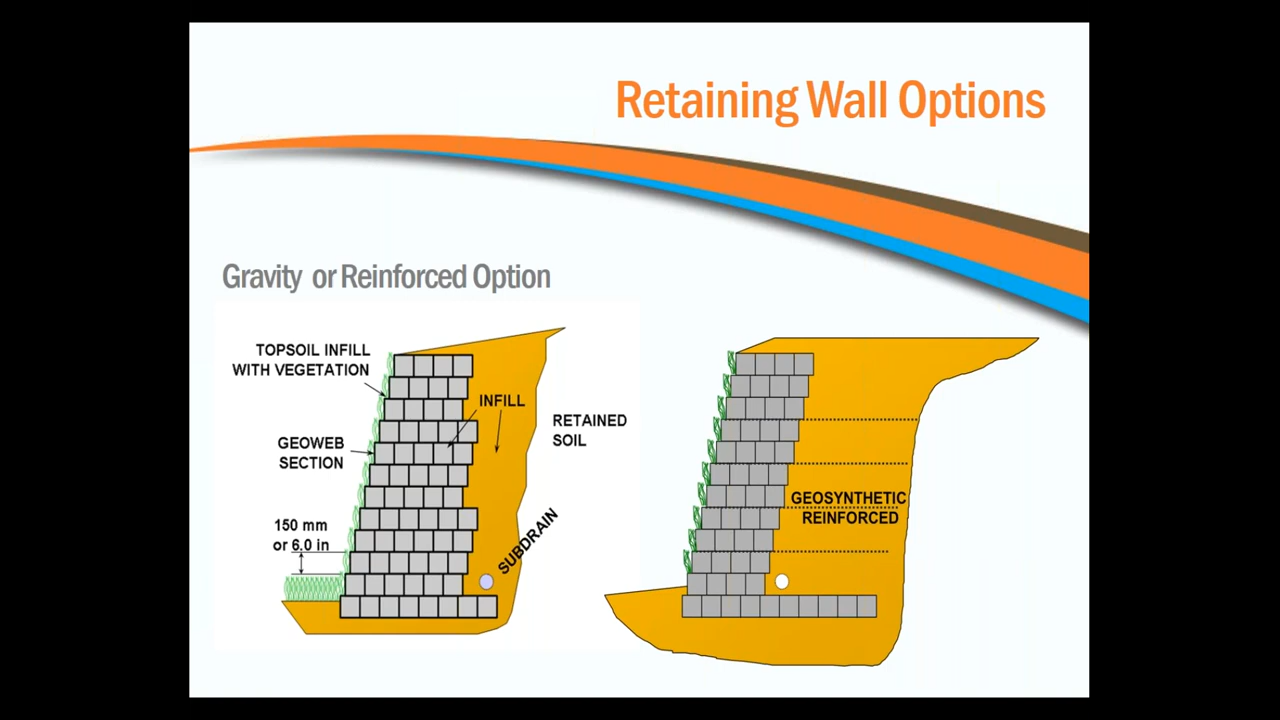 Retaining Wall Options
Gravity or Reinforced Option
TOPSOIL INFILL
WITH VEGETATION
INFILL
RETAINED
SOIL
GEOWEB
SECTION
150 mm
or 6.0 in
SUBDRAIN
GEOSYNTHETIC
REINFORCED